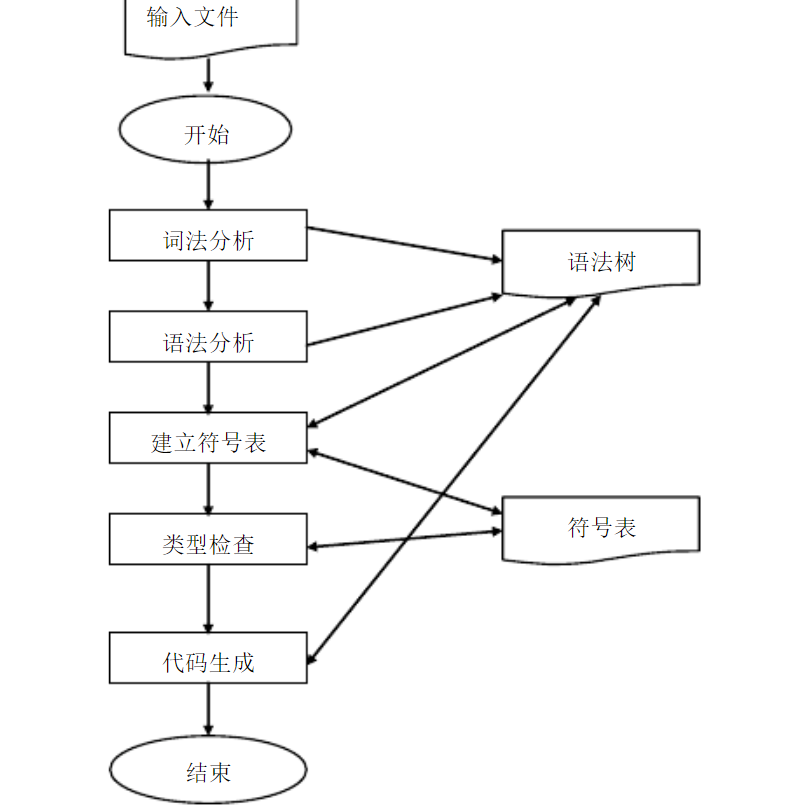 输入文件
开始
词法分析
语法树
语法分析
建立符号表
符号表
类型检查
代码生成
结束